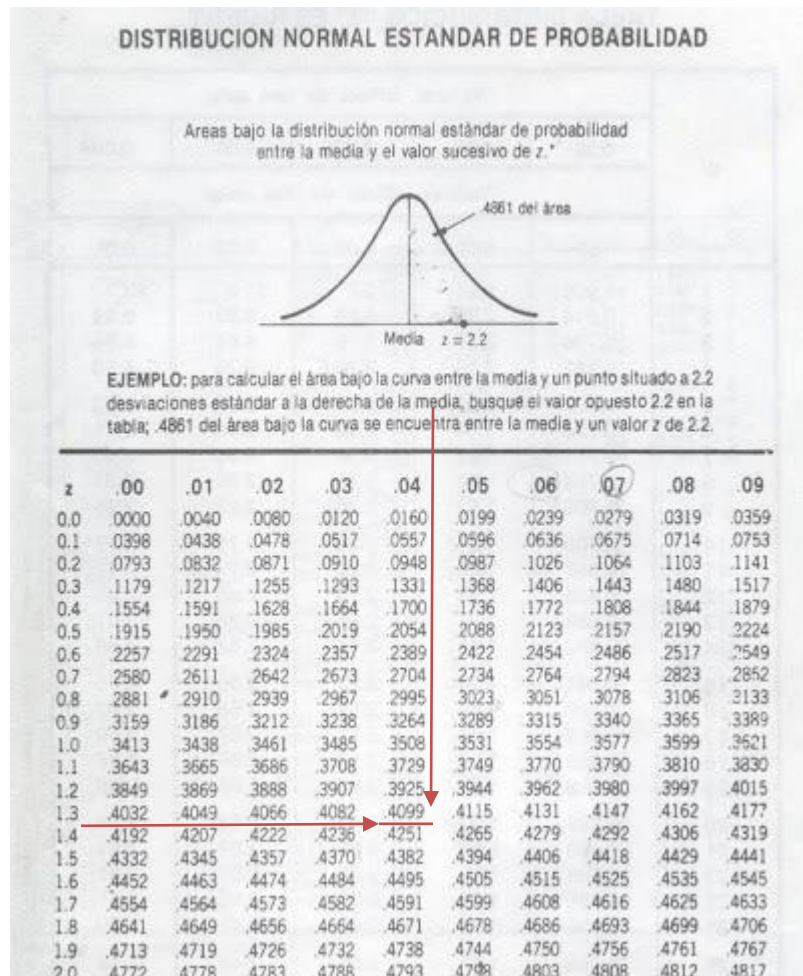 DISTRIBUCION NORMAL ESTANDAR DE PROBABILIDAD
Areas bajo la distribución normal estàndar de probabilidad
entre la media y el valor sucesivo de z.*
.4861 del área
Media z = 2.2
EJEMPLO: para calcular el área bajo la curva entre la media y un punto situado a 2.2
desviaciones estándar a la derecha de la media, busque el valor opuesto 2.2 en la
tabla; .4861 del área bajo la curva se encuentra entre la media y un valor z de 2.2.
z .00 .01 .02 .03 .04 .05 .06 .07 .08 .09
0.0 .0000 .0040 .0080 .0120 .0160 .0199 .0239 .0279 .0319 .0359
0.1 .0398 .0438 .0478 .0517 .0557 .0596 .0636 .0675 .0714 .0753
0.2 .0793 .0832 .0871 .0910 .0948 .0987 .1026 .1064 .1103 .1141
0.3 .1179 .1217 .1255 .1293 .1331 .1368 .1406 .1443 .1480 .1517
0.4 .1554 .1591 .1628 .1664 .1700 .1736 .1772 .1808 .1844 .1879
0.5 .1915 .1950 .1985 .2019 .2054 .2088 .2123 .2157 .2190 .2224
0.6 .2257 .2291 .2324 .2357 .2389 .2422 .2454 .2486 .2517 .2549
0.7 .2580 .2611 .2642 .2673 .2704 .2734 .2764 .2794 .2823 .2852
0.8 .2881 .2910 .2939 .2967 .2995 .3023 .3051 .3078 .3106 .3133
0.9 .3159 .3186 .3212 .3238 .3264 .3289 .3315 .3340 .3365 .3389
1.0 .3413 .3438 .3461 .3485 .3508 .3531 .3554 .3577 .3599 .3621
1.1 .3643 .3665 .3686 .3708 .3729 .3749 .3770 .3790 .3810 .3830
1.2 .3849 .3869 .3888 .3907 .3925 .3944 .3962 .3980 .3997 .4015
1.3 .4032 .4049 .4066 .4082 .4099 .4115 .4131 .4147 .4162 .4177
1.4 .4192 .4207 .4222 .4236 .4251 .4265 .4279 .4292 .4306 .4319
1.5 .4332 .4345 .4357 .4370 .4382 .4394 .4406 .4418 .4429 .4441
1.6 .4452 .4463 .4474 .4484 .4495 .4505 .4515 .4525 .4535 .4545
1.7 .4554 .4564 .4573 .4582 .4591 .4599 .4608 .4616 .4625 .4633
1.8 .4641 .4649 .4656 .4664 .4671 .4678 .4686 .4693 .4699 .4706
1.9 .4713 .4719 .4726 .4732 .4738 .4744 .4750 .4756 .4761 .4767
2.0 .4772 .4778 .4783 .4788 .4793 .4798 .4803 .4808 .4812 .4817